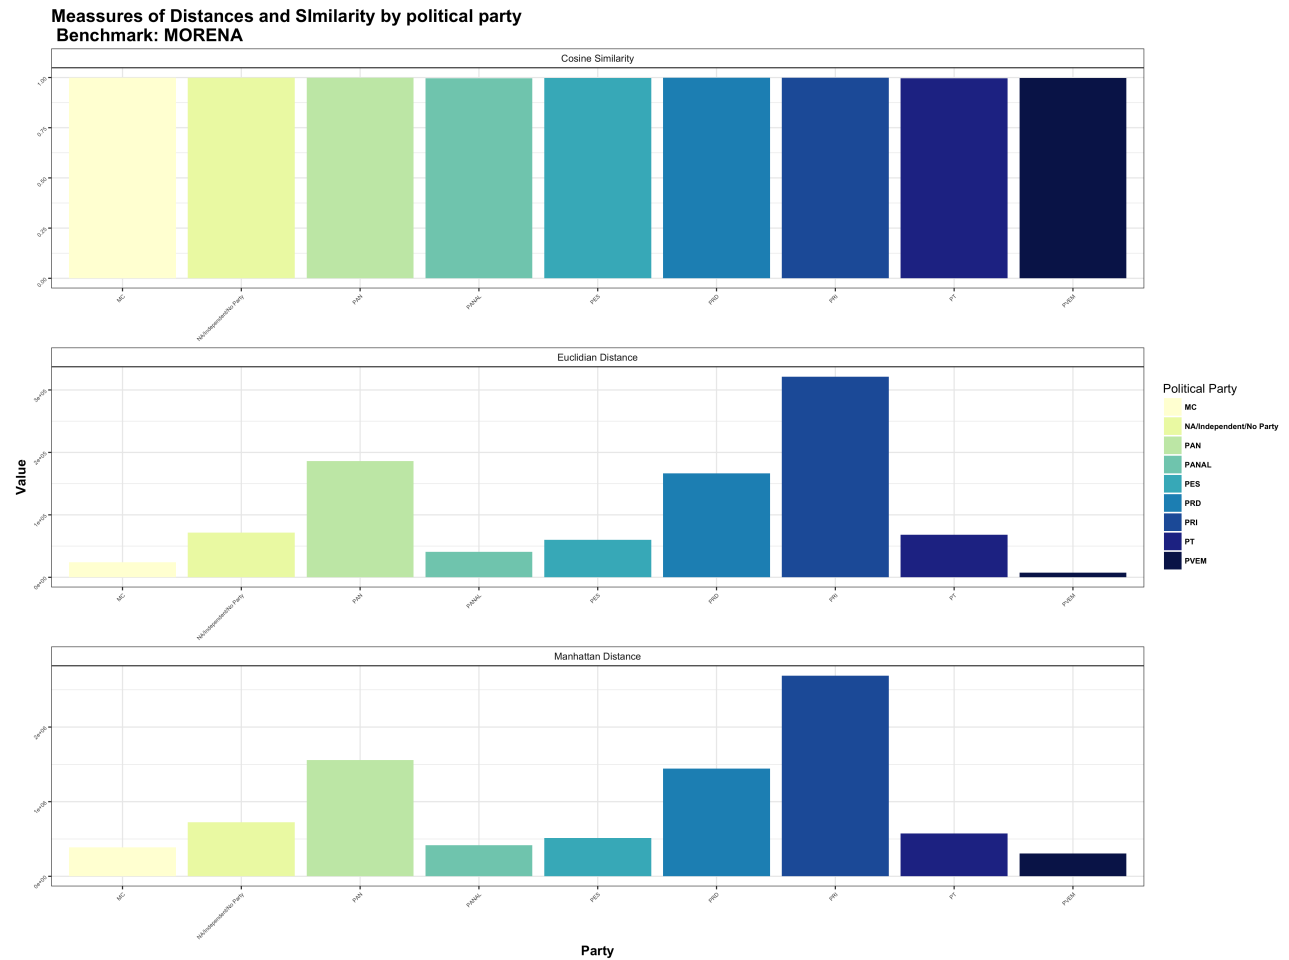 Meassures of Distances and SImilarity by political party
Benchmark: MORENA
Cosine Similarity
1.00
0.75
0.50
0.25
0.00
MC
NA/Independent/No Party
PAN
PANAL
PES
PRD
PRI
PT
PVEM
Euclidian Distance
3e+05
2e+05
1e+05
0e+00
MC
NA/Independent/No Party
PAN
PANAL
PES
PRD
PRI
PT
PVEM
Manhattan Distance
2e+06
1e+06
0e+00
MC
NA/Independent/No Party
PAN
PANAL
PES
PRD
PRI
PT
PVEM
Value
Party
Political Party
MC
NA/Independent/No Party
PAN
PANAL
PES
PRD
PRI
PT
PVEM